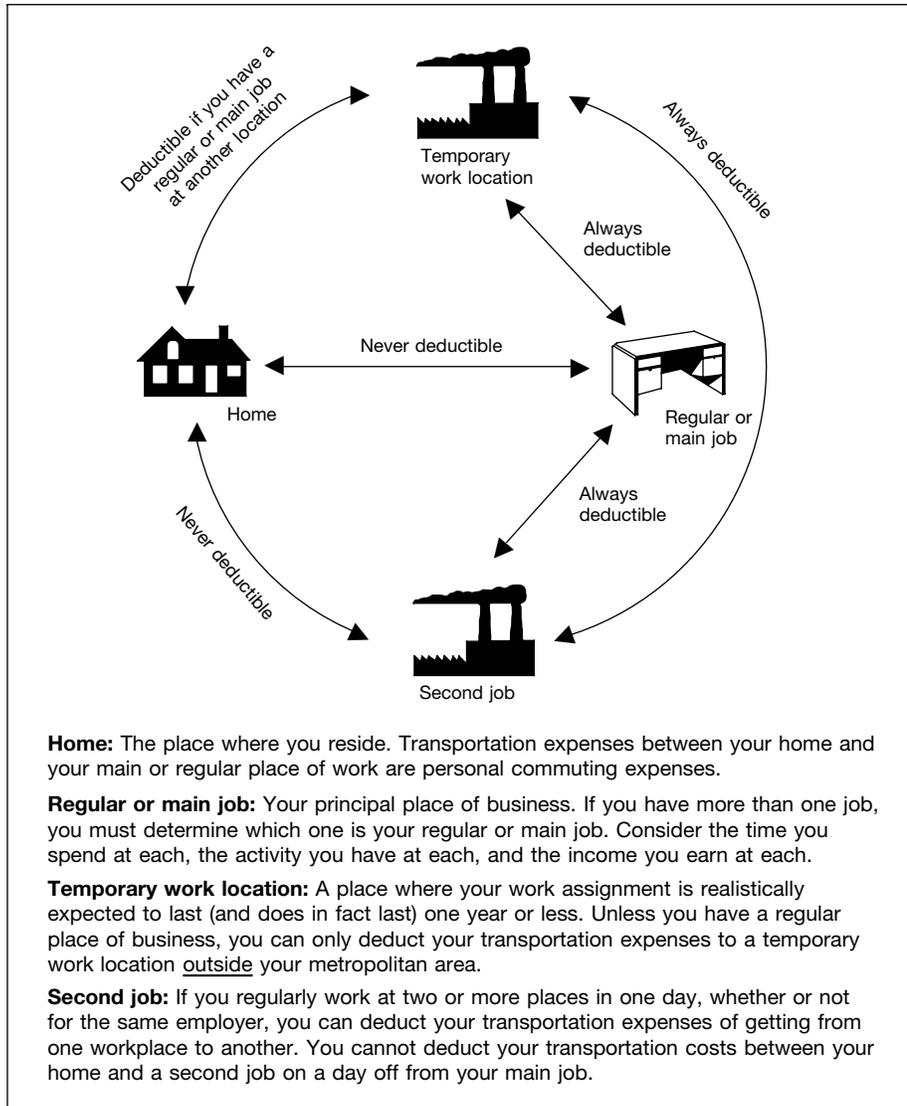 Deductible if you have a
regular or main job
at another location
Temporary
work location
Always deductible
Always
deductible
Never deductible
Home
Regular or
main job
Always
deductible
Never deductible
Second job
Home: The place where you reside. Transportation expenses between your home and
your main or regular place of work are personal commuting expenses.
Regular or main job: Your principal place of business. If you have more than one job,
you must determine which one is your regular or main job. Consider the time you
spend at each, the activity you have at each, and the income you earn at each.
Temporary work location: A place where your work assignment is realistically
expected to last (and does in fact last) one year or less. Unless you have a regular
place of business, you can only deduct your transportation expenses to a temporary
work location outside your metropolitan area.
Second job: If you regularly work at two or more places in one day, whether or not
for the same employer, you can deduct your transportation expenses of getting from
one workplace to another. You cannot deduct your transportation costs between your
home and a second job on a day off from your main job.